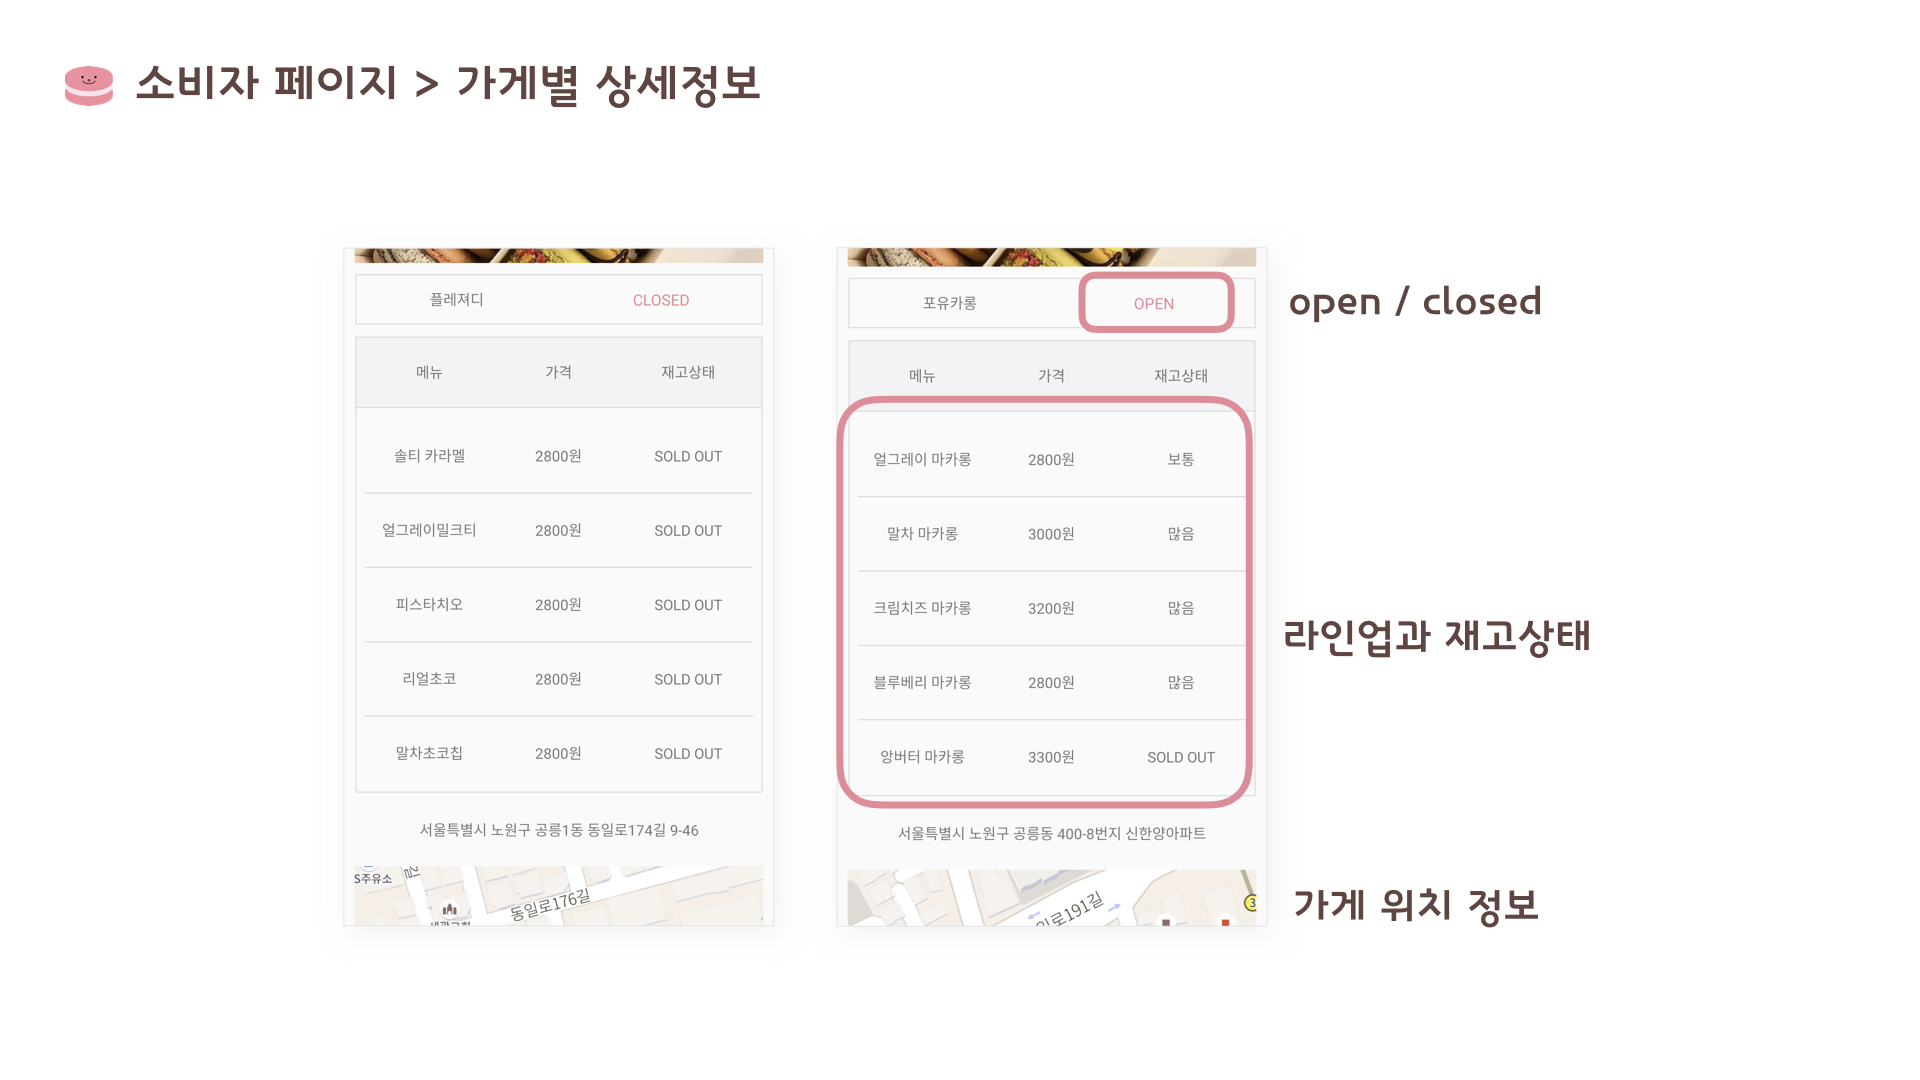 소비자 페이지 > 가게별 상세정보
플레져디 CLOSED
메뉴 가격 재고상태
솔티 카라멜 2800원 SOLD OUT
얼그레이밀크티 2800원 SOLD OUT
피스타치오 2800원 SOLD OUT
리얼초코 2800원 SOLD OUT
말차초코칩 2800원 SOLD OUT
서울특별시 노원구 공릉1동 동일로174길 9-46
S주유소
길
동일로176길
포유카롱 OPEN
메뉴 가격 재고상태
얼그레이 마카롱 2800원 보통
말차 마카롱 3000원 많음
크림치즈 마카롱 3200원 많음
블루베리 마카롱 2800원 많음
앙버터 마카롱 3300원 SOLD OUT
서울특별시 노원구 공릉동 400-8번지 신한양아파트
일로191길
3
open / closed
라인업과 재고상태
가게 위치 정보